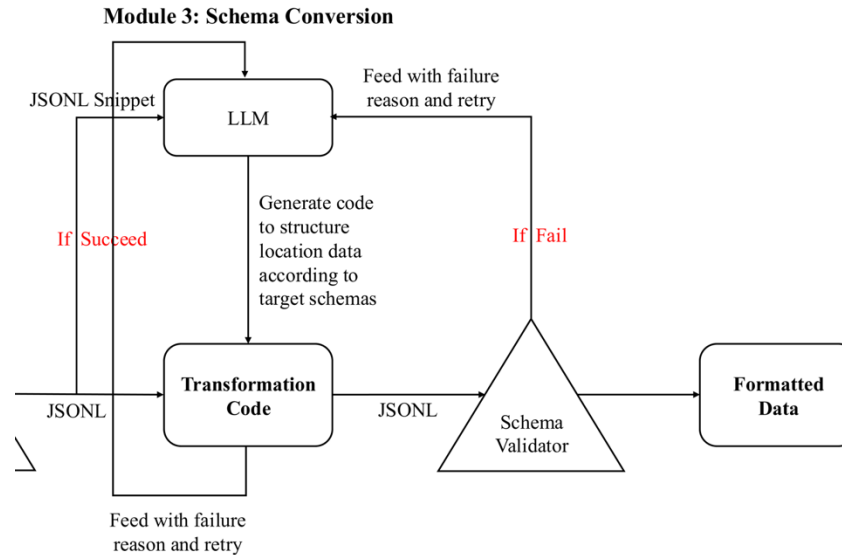 Module 3: Schema Conversion
JSONL Snippet
LLM
Feed with failure
reason and retry
Generate code
to structure
location data
according to
target schemas
If Succeed
If Fail
Transformation
Code
JSONL
JSONL
Schema
Validator
Formatted
Data
Feed with failure
reason and retry